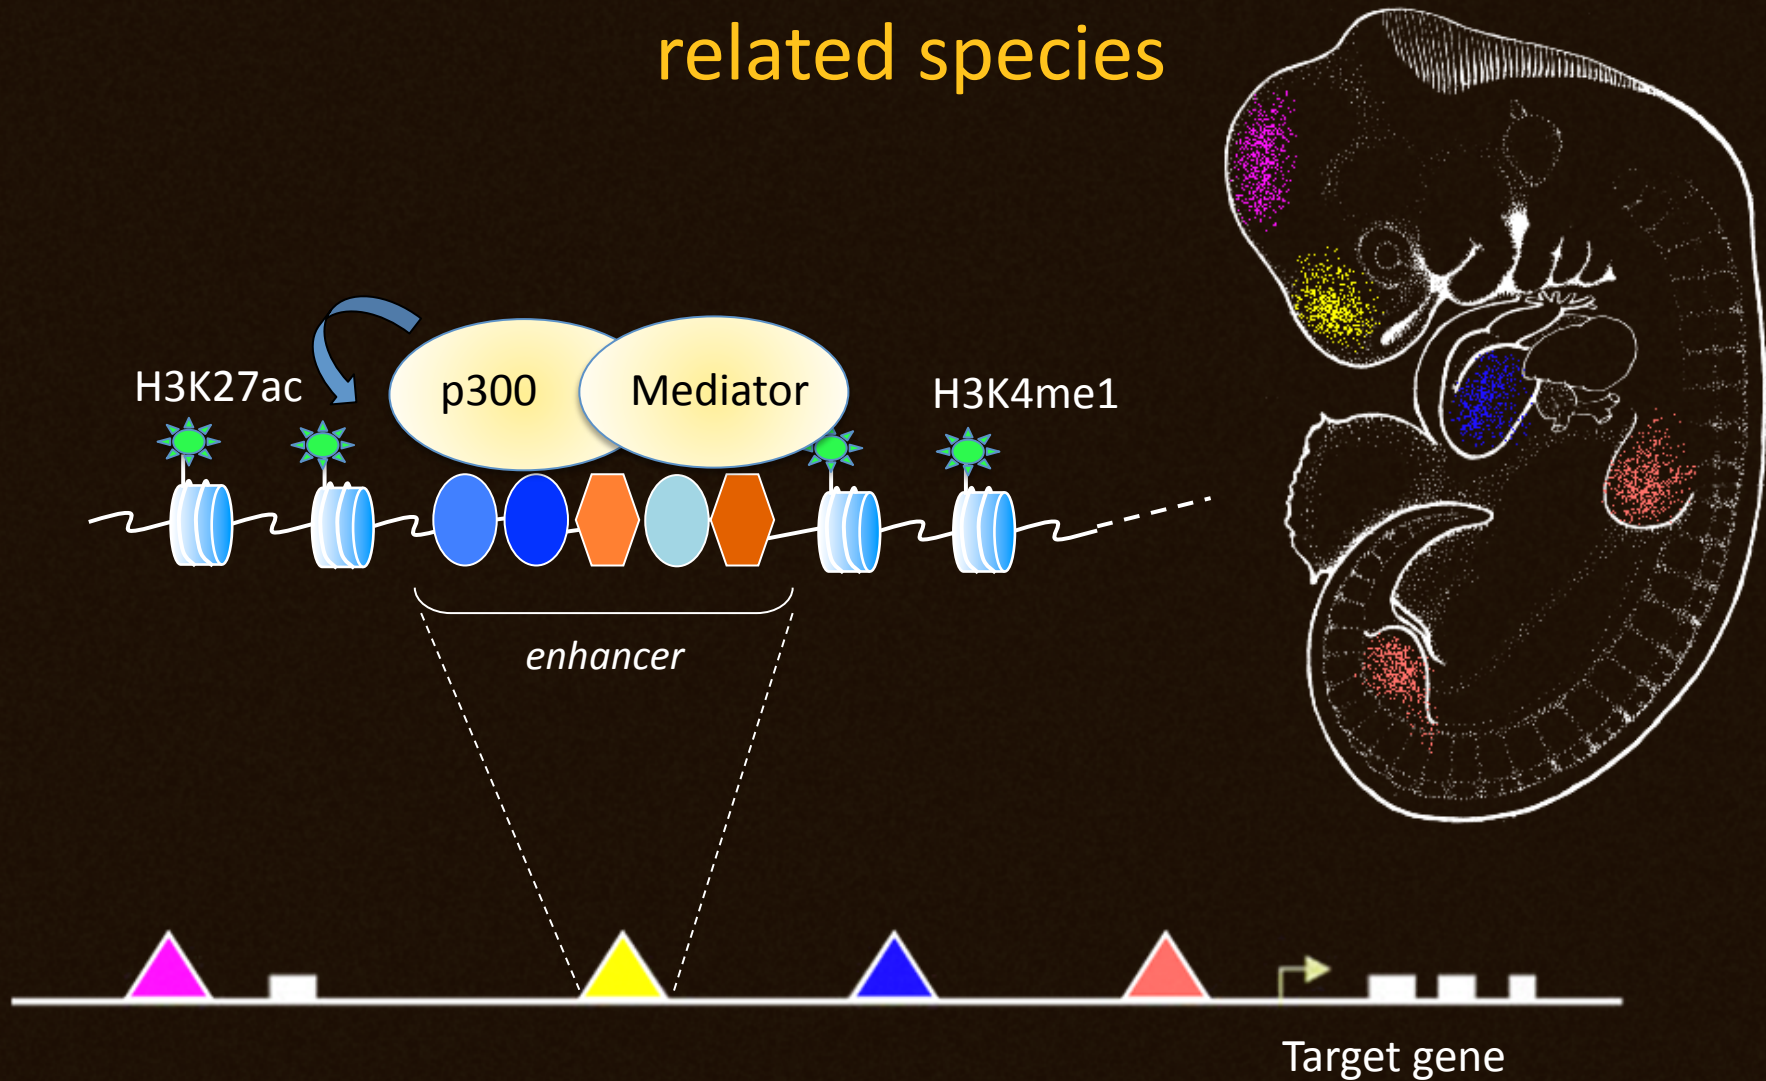 related species
H3K27ac
p300
Mediator
H3K4me1
enhancer
Target gene